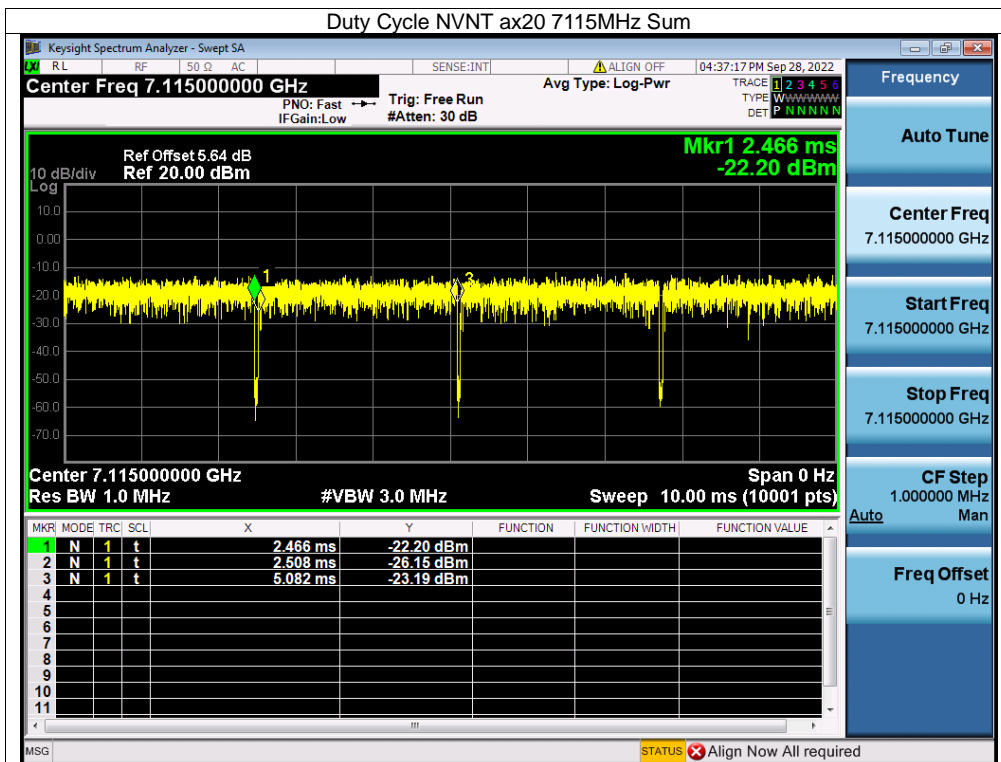 Duty Cycle NVNT ax20 7115MHz Sum
Keysight Spectrum Analyzer - Swept SA
LXI RL RF 50 Ω AC SENSE:INT ALIGN OFF 04:37:17 PM Sep 28, 2022
Center Freq 7.115000000 GHz Avg Type: Log-Pwr TRACE 1 2 3 4 5 6
PNO: Fast Trig: Free Run TYPE WWWWWW
IFGain:Low #Atten: 30 dB DET P N N N N N
Frequency
Auto Tune
Center Freq
7.115000000 GHz
Start Freq
7.115000000 GHz
Stop Freq
7.115000000 GHz
CF Step
1.000000 MHz
Auto Man
Freq Offset
0 Hz
Mkr1 2.466 ms
-22.20 dBm
Ref Offset 5.64 dB
10 dB/div Ref 20.00 dBm
Log
10.0
0.00
-10.0
-20.0
-30.0
-40.0
-50.0
-60.0
-70.0
1
3
Center 7.115000000 GHz Span 0 Hz
Res BW 1.0 MHz #VBW 3.0 MHz Sweep 10.00 ms (10001 pts)
MKR MODE TRC SCL X Y FUNCTION FUNCTION WIDTH FUNCTION VALUE
1 N 1 t 2.466 ms -22.20 dBm
2 N 1 t 2.508 ms -26.15 dBm
3 N 1 t 5.082 ms -23.19 dBm
4
5
6
7
8
9
10
11
MSG STATUS Align Now All required